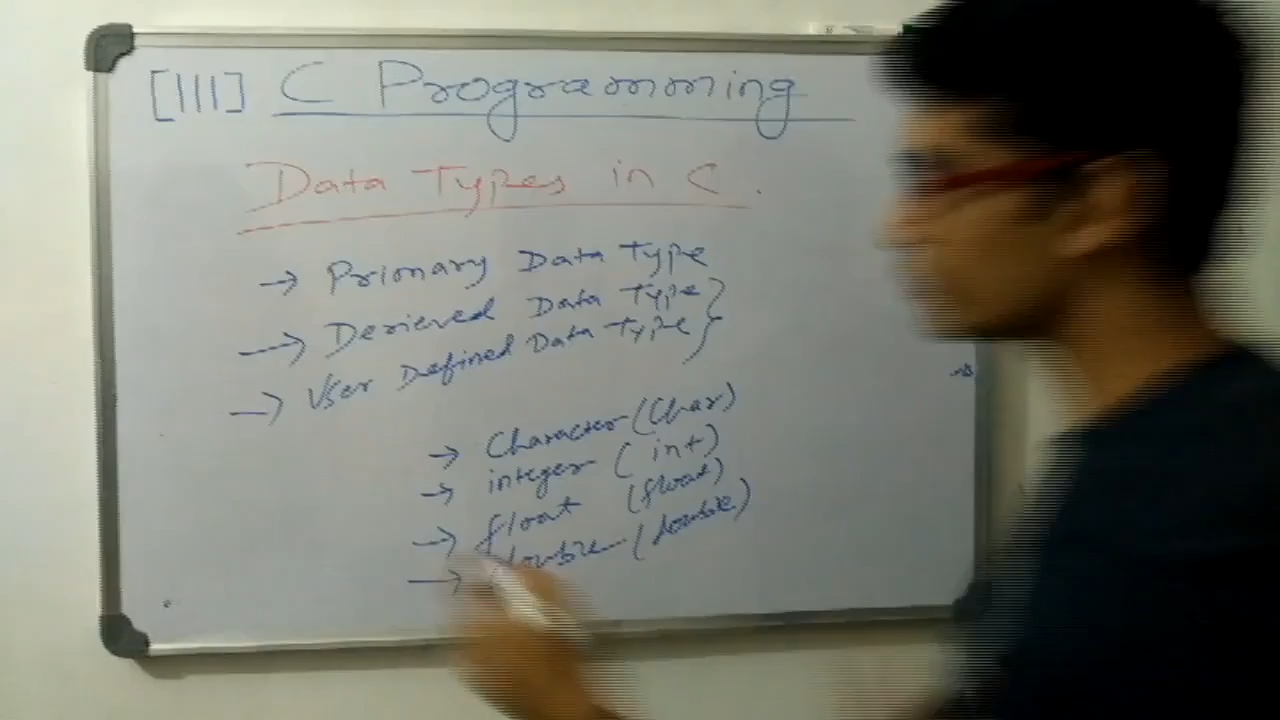 [III] C Programming
Data Types in C.
→ Primary Data Type
→ Derieved Data Type }
→ User Defined Data Type }
→ Character (Char)
→ integer (int)
→ float (float)
→ double (double)